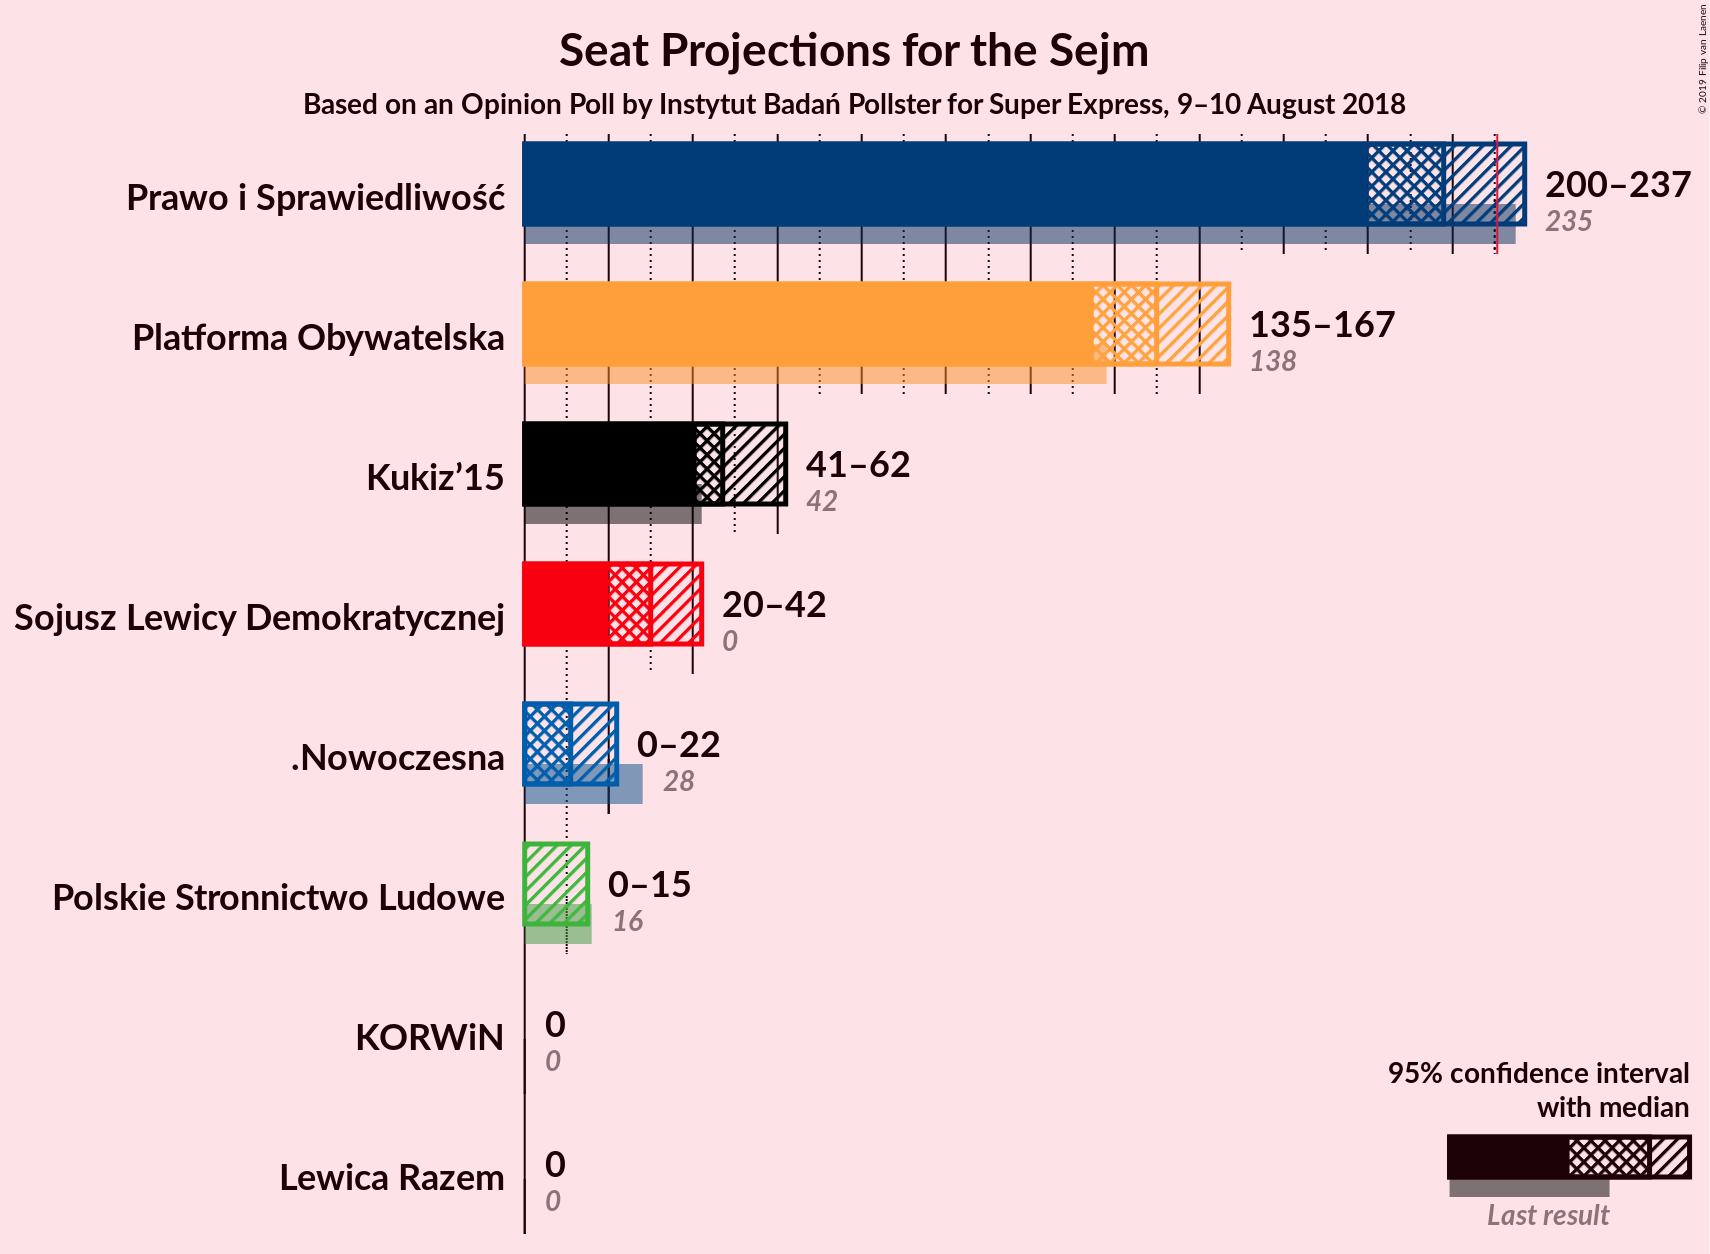 Seat Projections for the Sejm
Based on an Opinion Poll by Instytut Badań Pollster for Super Express, 9–10 August 2018
© 2019 Filip van Laenen
Prawo i Sprawiedliwość
200–237
235
Platforma Obywatelska
135–167
138
Kukiz’15
41–62
42
Sojusz Lewicy Demokratycznej
20–42
0
.Nowoczesna
0–22
28
Polskie Stronnictwo Ludowe
0–15
16
KORWiN
0
0
Lewica Razem
0
0
95% confidence interval
with median
Last result